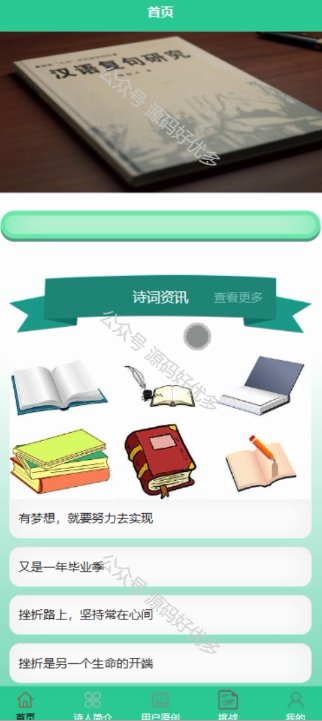 首页
汉语复句研究
公众号 源码好优多
诗词资讯 查看更多
公众号 源码好优多
有梦想，就要努力去实现
又是一年毕业季
公众号 源码好优多
挫折路上，坚持常在心间
挫折是另一个生命的开端
首页 诗人简介 用户原创 挑战 我的